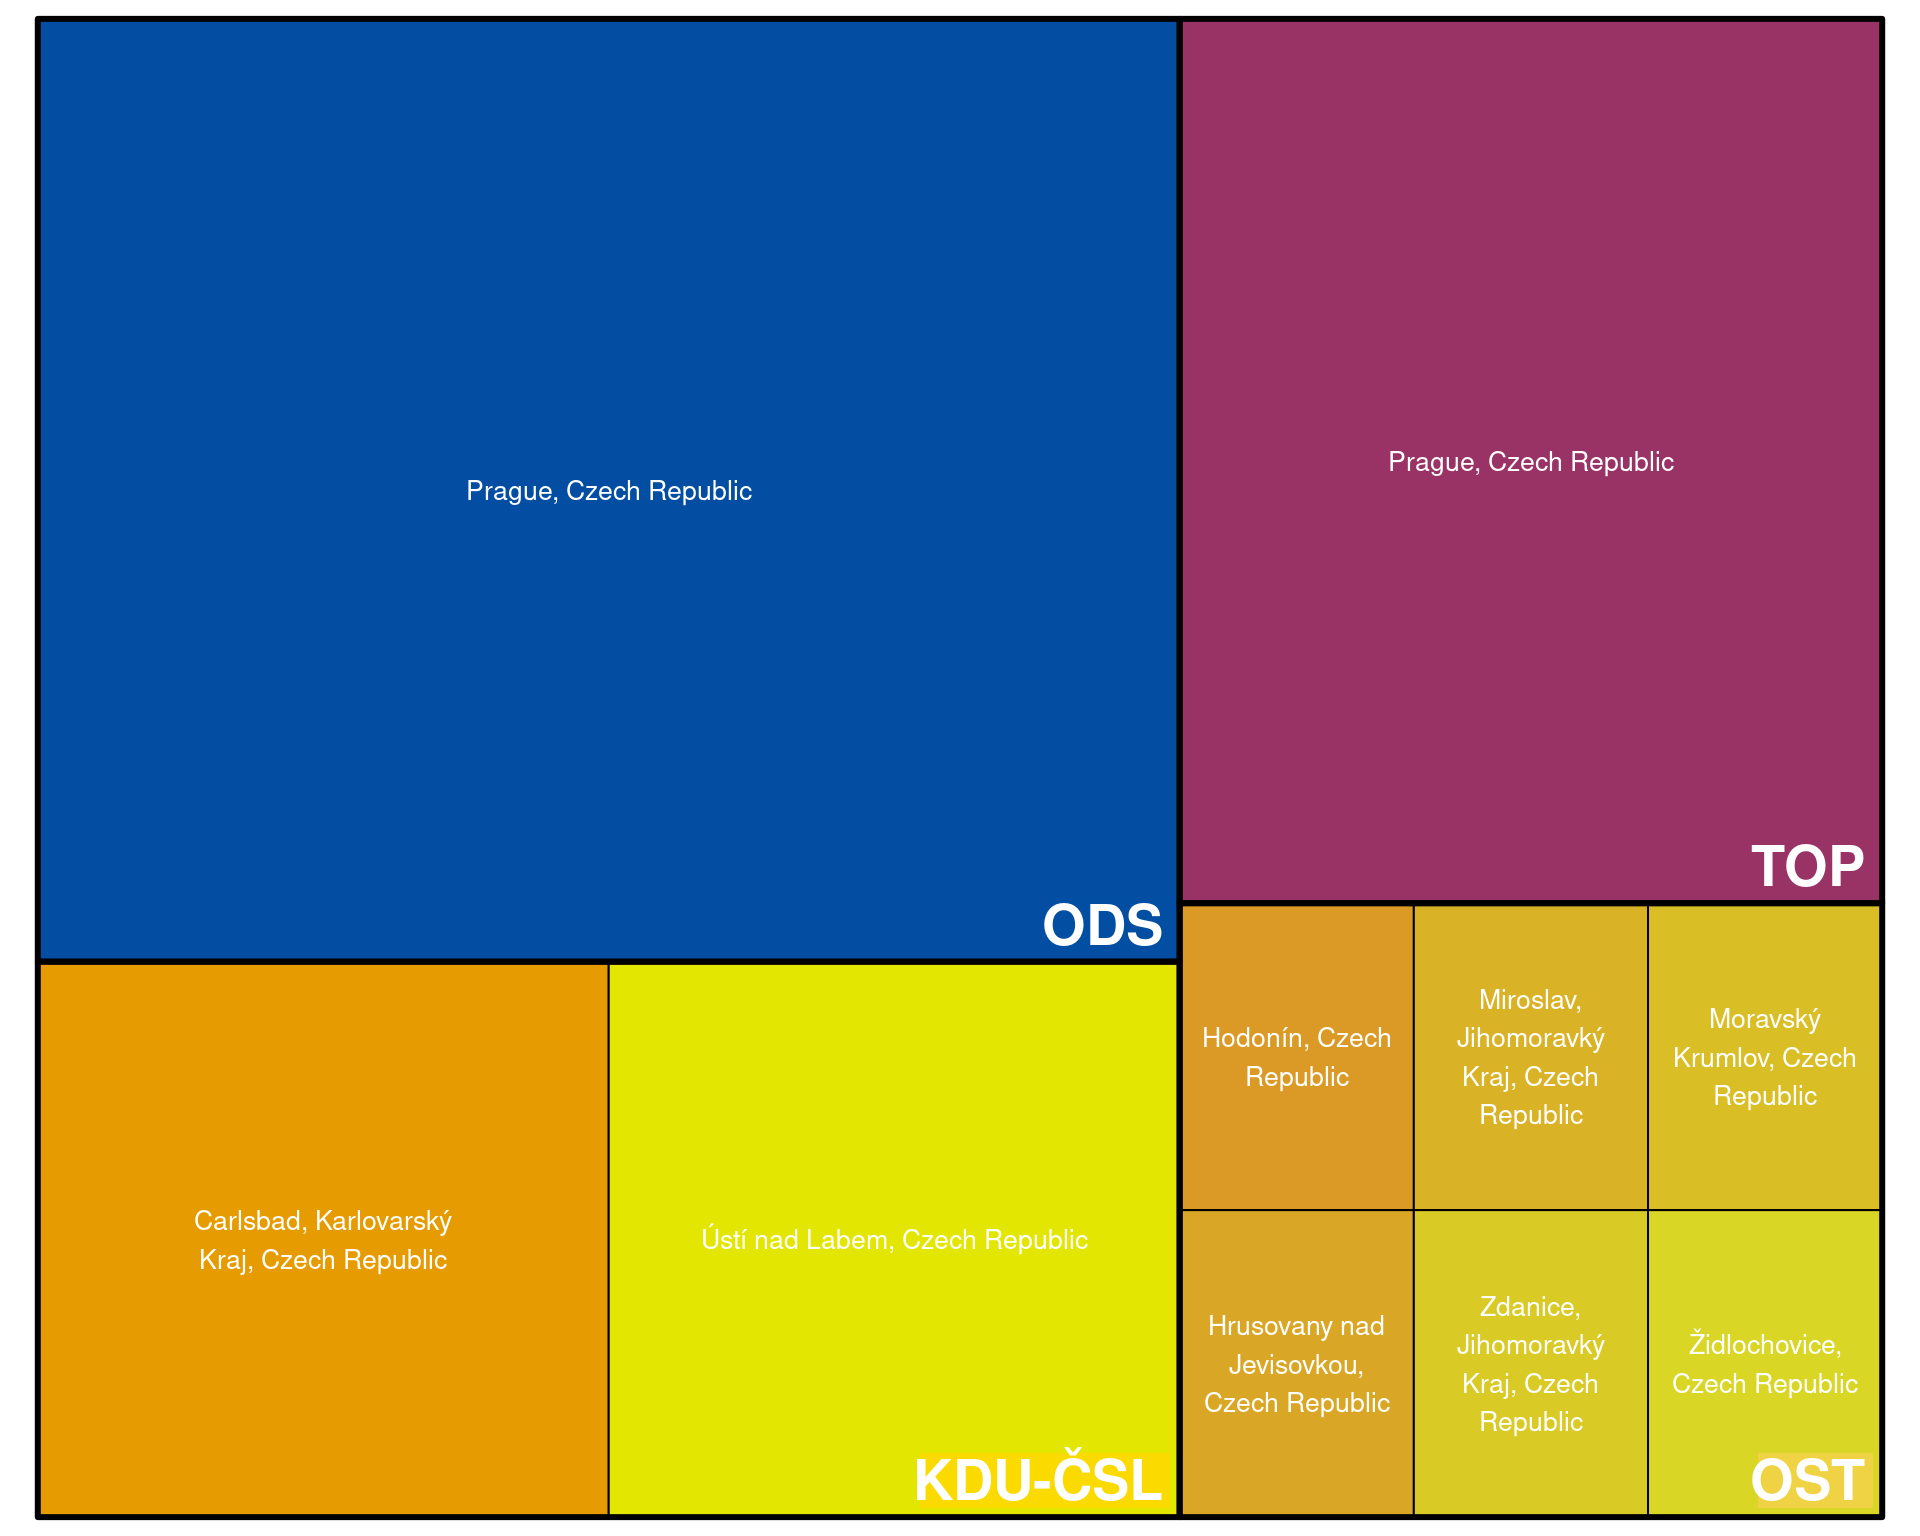 Prague, Czech Republic
ODS
Prague, Czech Republic
TOP
Carlsbad, Karlovarský
Kraj, Czech Republic
Ústí nad Labem, Czech Republic
KDU-ČSL
Hodonín, Czech
Republic
Miroslav,
Jihomoravký
Kraj, Czech
Republic
Moravský
Krumlov, Czech
Republic
Hrusovany nad
Jevisovkou,
Czech Republic
Zdanice,
Jihomoravký
Kraj, Czech
Republic
Židlochovice,
Czech Republic
OST